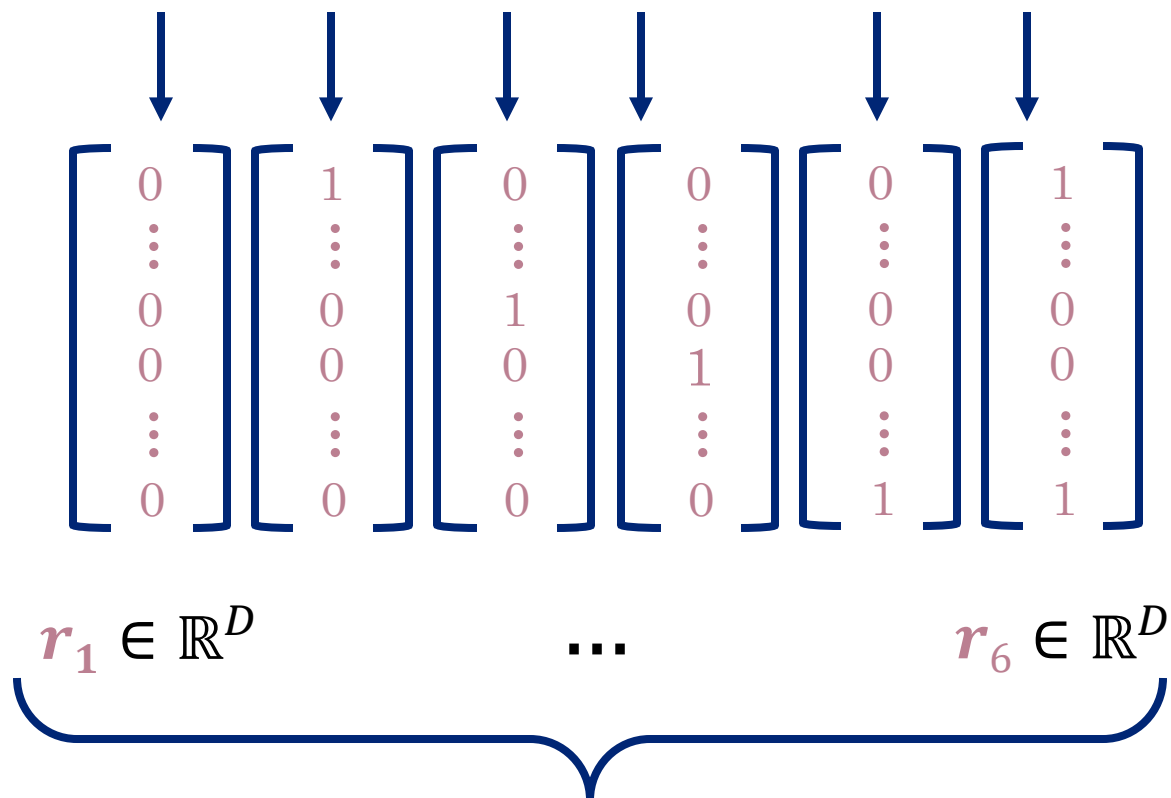 0 1 0 0 0 1
⋮ ⋮ ⋮ ⋮ ⋮ ⋮
0 0 1 0 0 0
0 0 0 1 0 0
⋮ ⋮ ⋮ ⋮ ⋮ ⋮
0 0 0 0 1 1
r₁ ∈ ℝᴰ … r₆ ∈ ℝᴰ